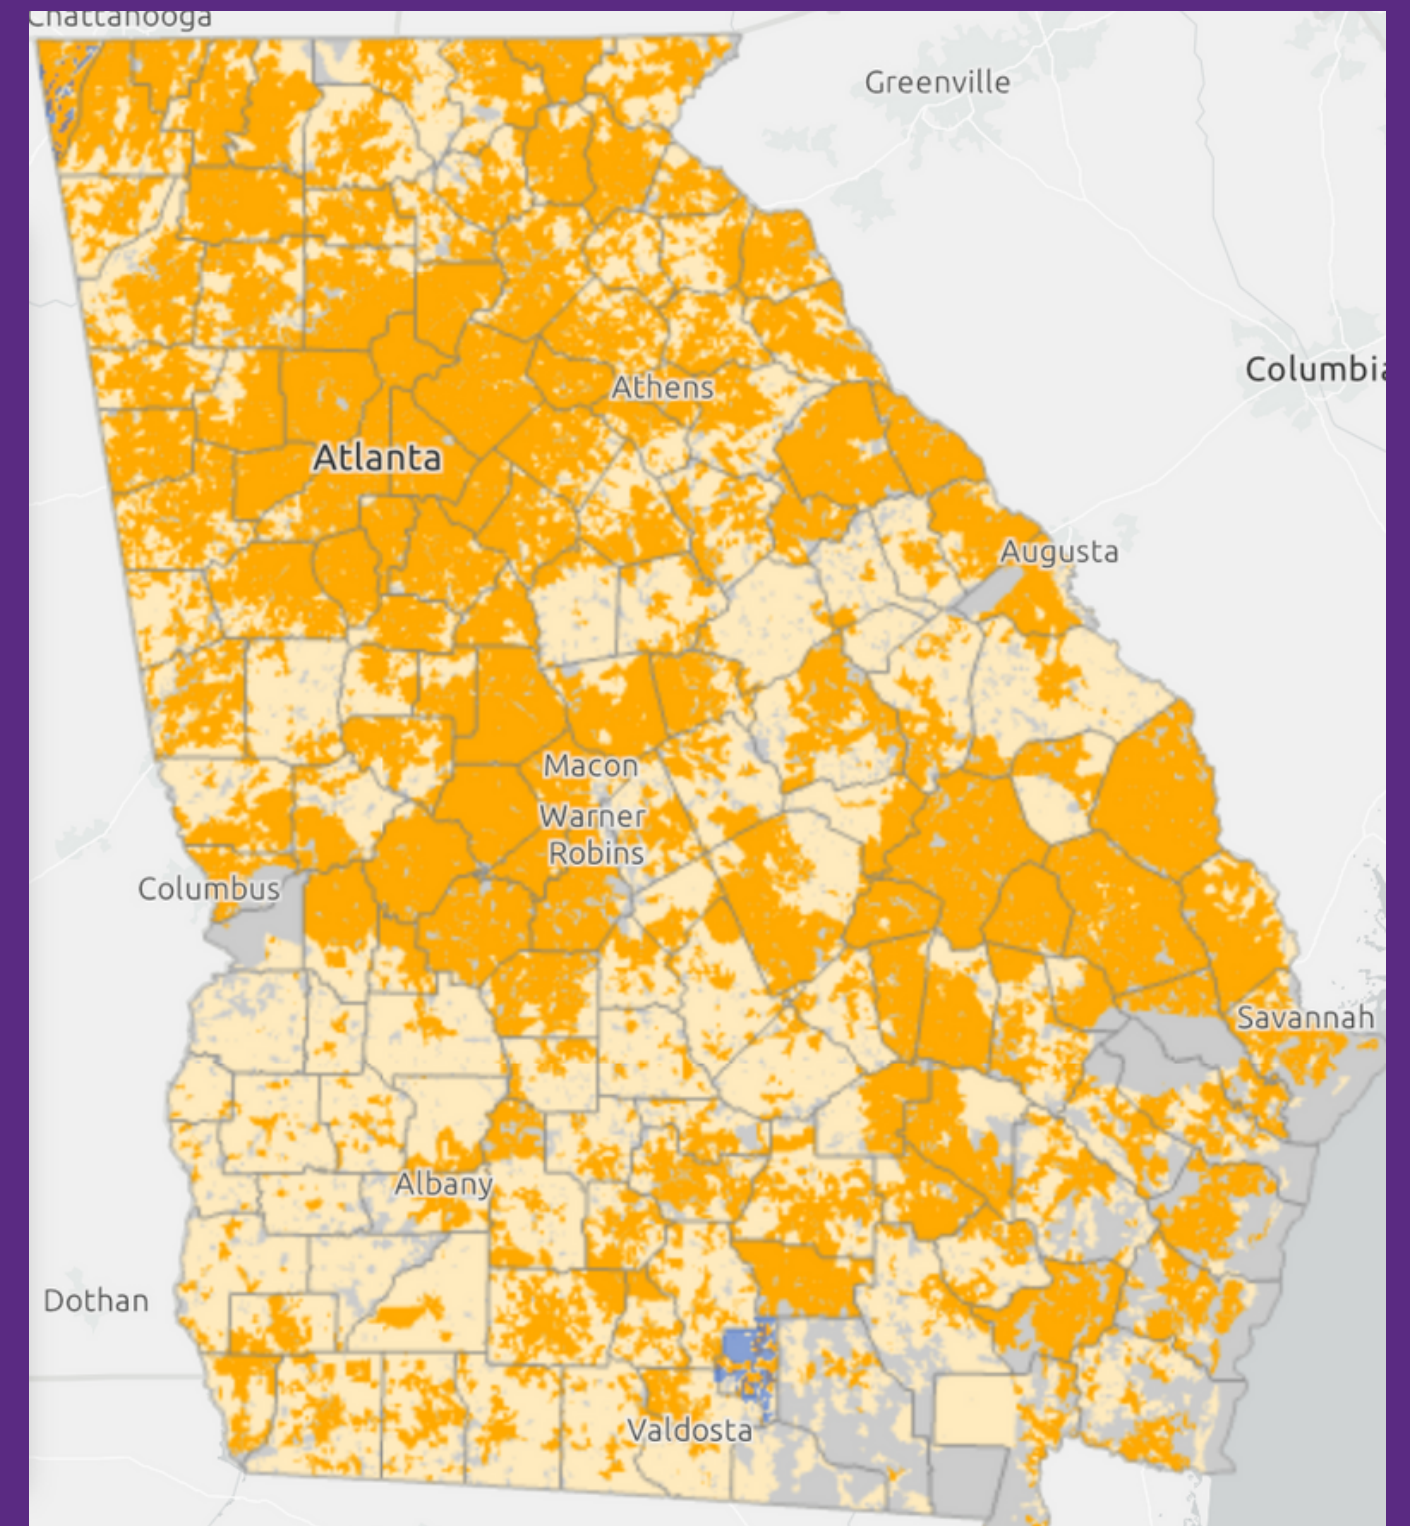 Chattanooga
Greenville
Columbia
Athens
Atlanta
Augusta
Macon
Warner
Robins
Columbus
Savannah
Albany
Dothan
Valdosta